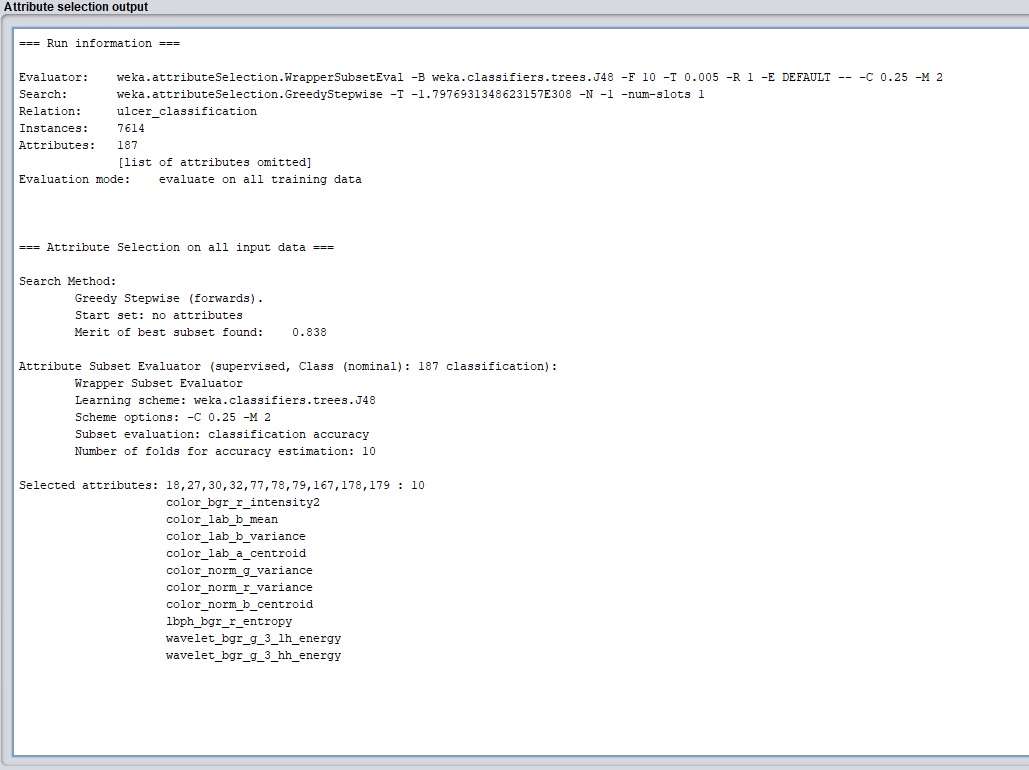 Attribute selection output
=== Run information ===
Evaluator: weka.attributeSelection.WrapperSubsetEval -B weka.classifiers.trees.J48 -F 10 -T 0.005 -R 1 -E DEFAULT -- -C 0.25 -M 2
Search: weka.attributeSelection.GreedyStepwise -T -1.7976931348623157E308 -N -1 -num-slots 1
Relation: ulcer_classification
Instances: 7614
Attributes: 187
[list of attributes omitted]
Evaluation mode: evaluate on all training data
=== Attribute Selection on all input data ===
Search Method:
Greedy Stepwise (forwards).
Start set: no attributes
Merit of best subset found: 0.838
Attribute Subset Evaluator (supervised, Class (nominal): 187 classification):
Wrapper Subset Evaluator
Learning scheme: weka.classifiers.trees.J48
Scheme options: -C 0.25 -M 2
Subset evaluation: classification accuracy
Number of folds for accuracy estimation: 10
Selected attributes: 18,27,30,32,77,78,79,167,178,179 : 10
color_bgr_r_intensity2
color_lab_b_mean
color_lab_b_variance
color_lab_a_centroid
color_norm_g_variance
color_norm_r_variance
color_norm_b_centroid
lbph_bgr_r_entropy
wavelet_bgr_g_3_lh_energy
wavelet_bgr_g_3_hh_energy